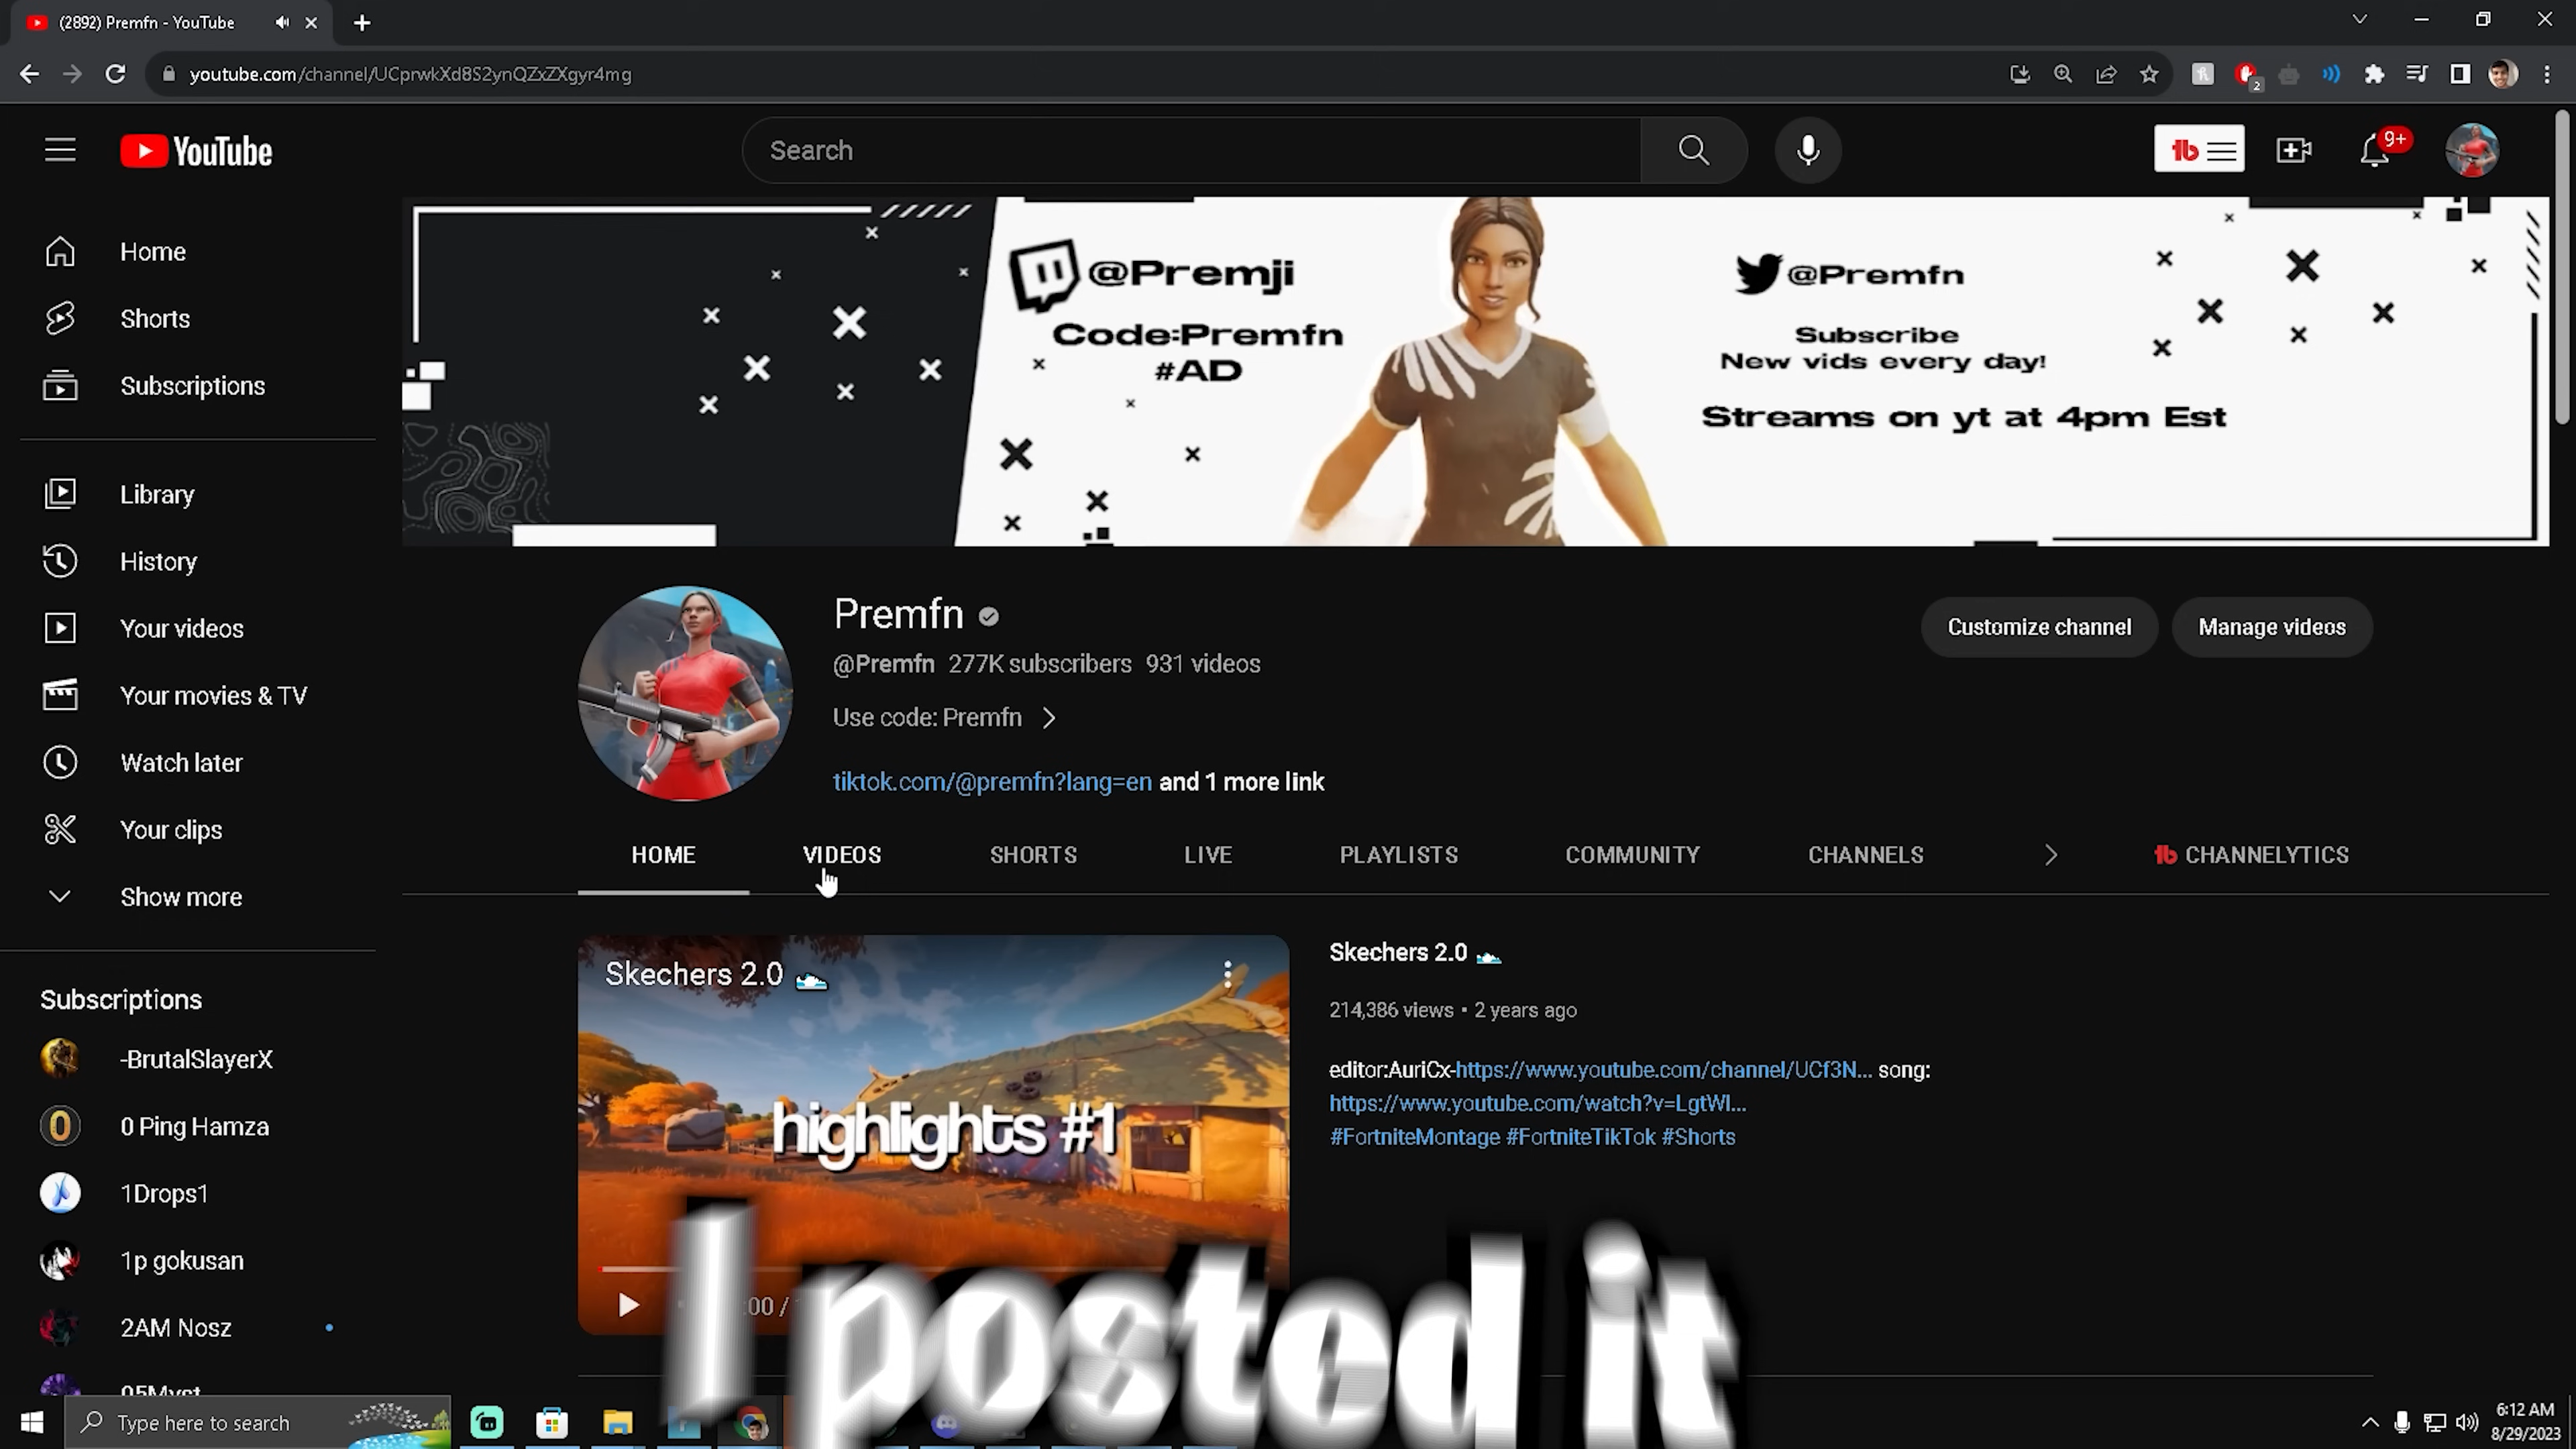 (2892) Premfn - YouTube
youtube.com/channel/UCprwkXd8S2ynQZxZXgyr4mg
2
YouTube
Search
tb
9+
Home
Shorts
Subscriptions
Library
History
Your videos
Your movies & TV
Watch later
Your clips
Show more
Subscriptions
-BrutalSlayerX
0 Ping Hamza
1Drops1
1p gokusan
2AM Nosz
05Myst
@Premji
Code:Premfn
#AD
@Premfn
Subscribe
New vids every day!
Streams on yt at 4pm Est
Premfn
@Premfn 277K subscribers 931 videos
Use code: Premfn
tiktok.com/@premfn?lang=en and 1 more link
Customize channel
Manage videos
HOME VIDEOS SHORTS LIVE PLAYLISTS COMMUNITY CHANNELS tb CHANNELYTICS
Skechers 2.0
highlights #1
:00 /
Skechers 2.0
214,386 views • 2 years ago
editor:AuriCx-https://www.youtube.com/channel/UCf3N... song:
https://www.youtube.com/watch?v=LgtWI...
#FortniteMontage #FortniteTikTok #Shorts
I posted it
Type here to search
6:12 AM
8/29/2023